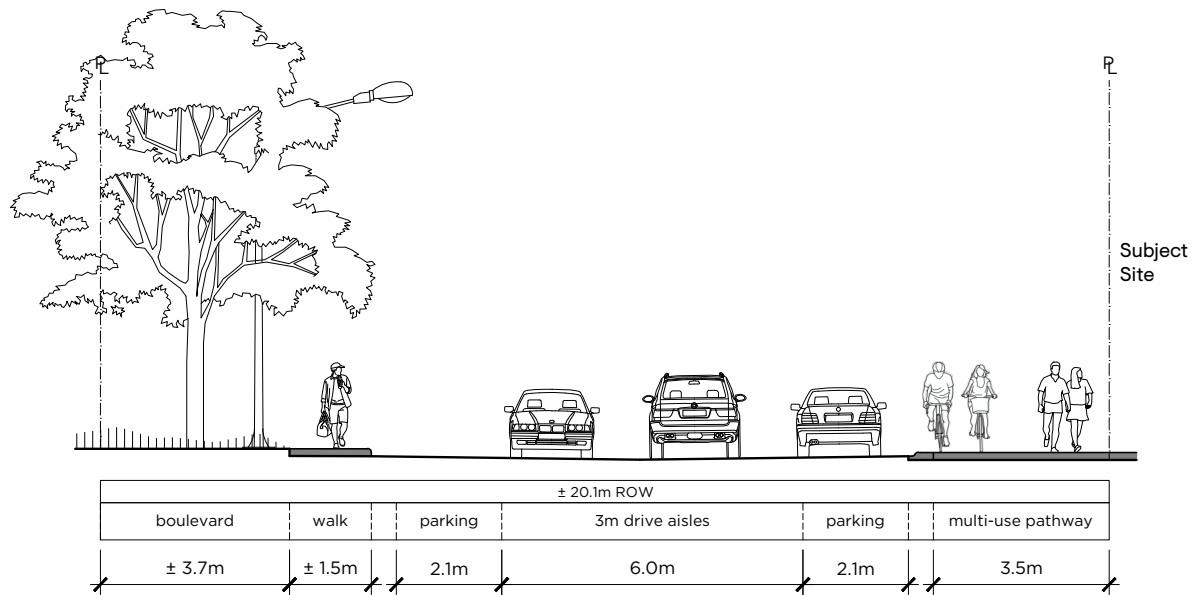 PL
PL
Subject
Site
± 20.1m ROW
boulevard walk parking 3m drive aisles parking multi-use pathway
± 3.7m ± 1.5m 2.1m 6.0m 2.1m 3.5m